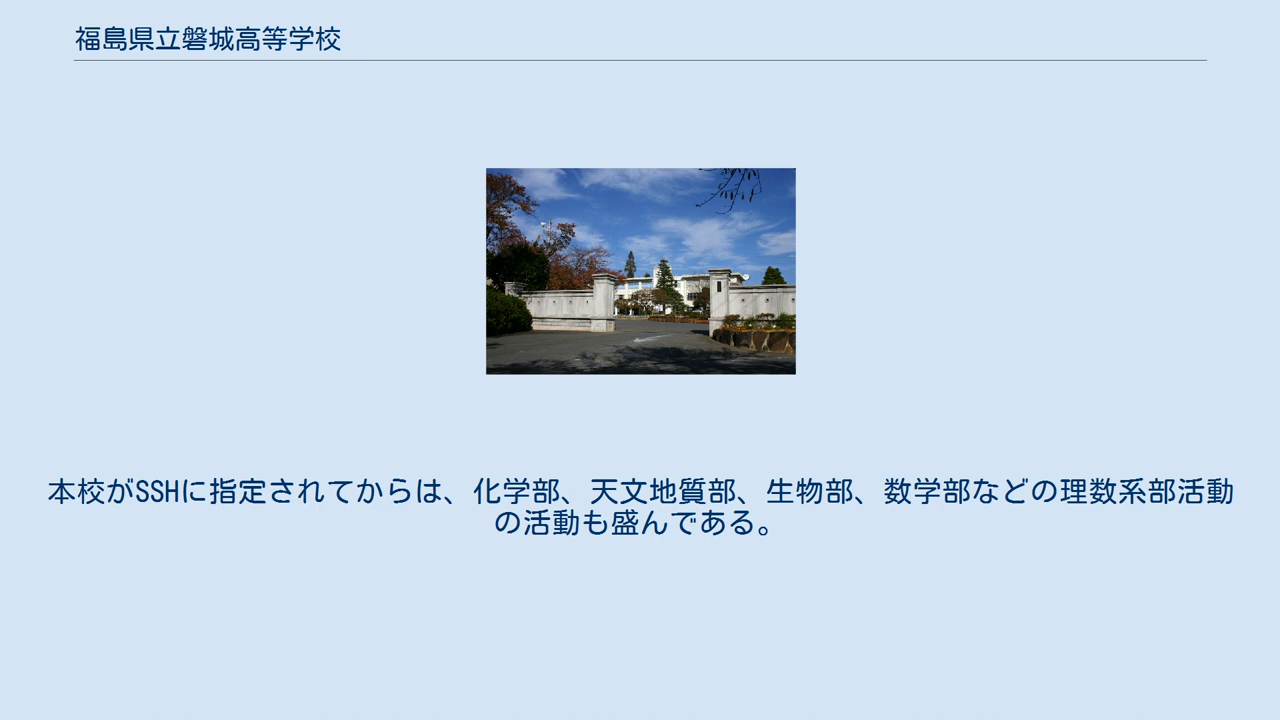 福島県立磐城高等学校
本校がSSHに指定されてからは、化学部、天文地質部、生物部、数学部などの理数系部活動
の活動も盛んである。